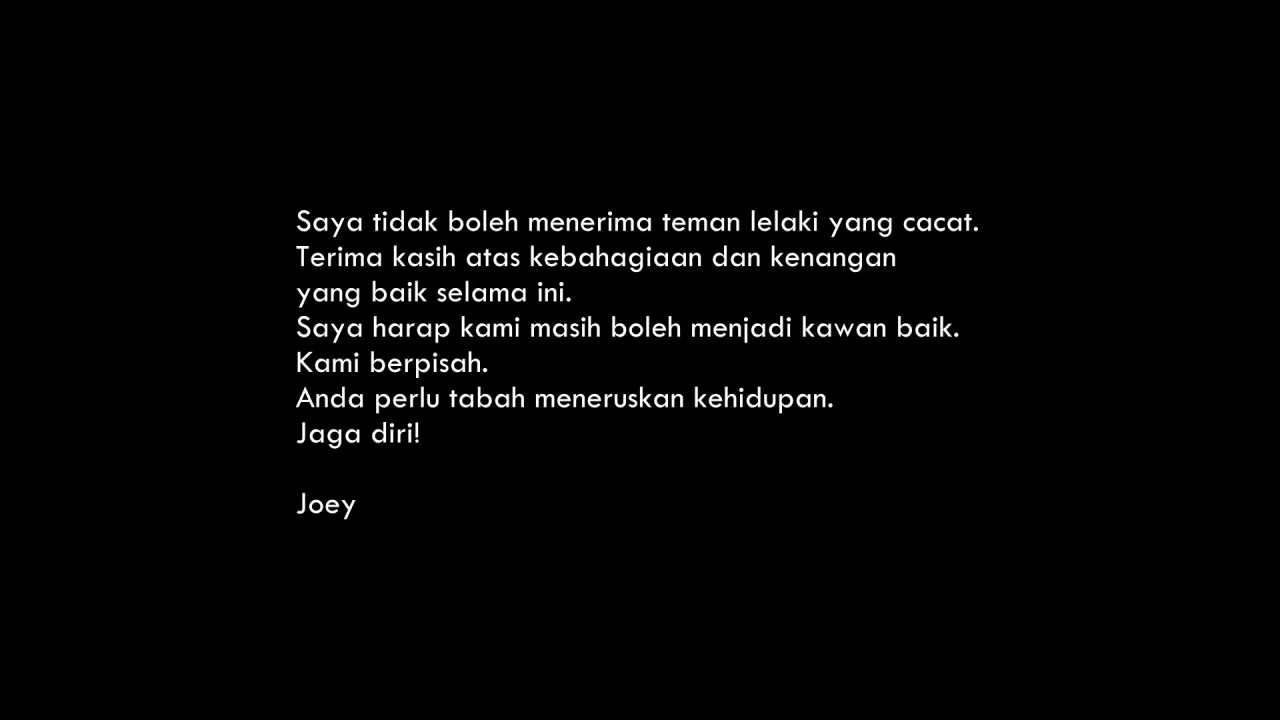 Saya tidak boleh menerima teman lelaki yang cacat.
Terima kasih atas kebahagiaan dan kenangan
yang baik selama ini.
Saya harap kami masih boleh menjadi kawan baik.
Kami berpisah.
Anda perlu tabah meneruskan kehidupan.
Jaga diri!
Joey